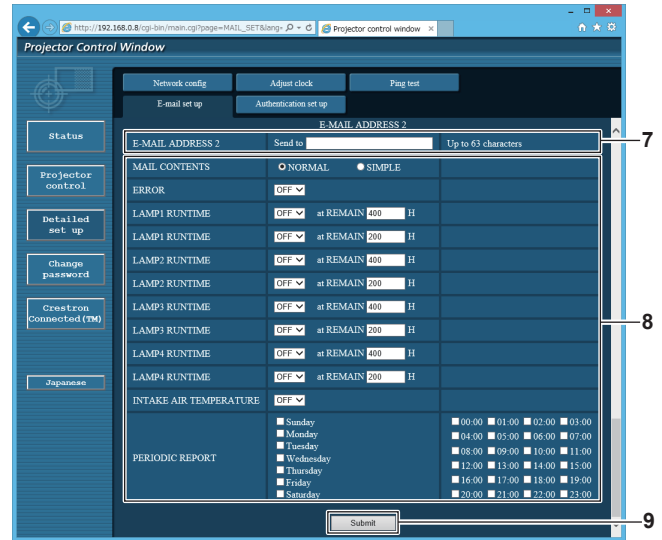 http://192.168.0.8/cgi-bin/main.cgi?page=MAIL_SET&lang= Projector control window ×
Projector Control Window
Network config Adjust clock Ping test
E-mail set up Authentication set up
E-MAIL ADDRESS 2
Status
E-MAIL ADDRESS 2 Send to Up to 63 characters 7
MAIL CONTENTS NORMAL SIMPLE
Projector control
ERROR OFF
Detailed set up
LAMP1 RUNTIME OFF at REMAIN 400 H
LAMP1 RUNTIME OFF at REMAIN 200 H
Change password
LAMP2 RUNTIME OFF at REMAIN 400 H
LAMP2 RUNTIME OFF at REMAIN 200 H
Crestron Connected(TM)
LAMP3 RUNTIME OFF at REMAIN 400 H
LAMP3 RUNTIME OFF at REMAIN 200 H 8
LAMP4 RUNTIME OFF at REMAIN 400 H
LAMP4 RUNTIME OFF at REMAIN 200 H
Japanese
INTAKE AIR TEMPERATURE OFF
PERIODIC REPORT
Sunday
Monday
Tuesday
Wednesday
Thursday
Friday
Saturday
00:00 01:00 02:00 03:00
04:00 05:00 06:00 07:00
08:00 09:00 10:00 11:00
12:00 13:00 14:00 15:00
16:00 17:00 18:00 19:00
20:00 21:00 22:00 23:00
Submit 9